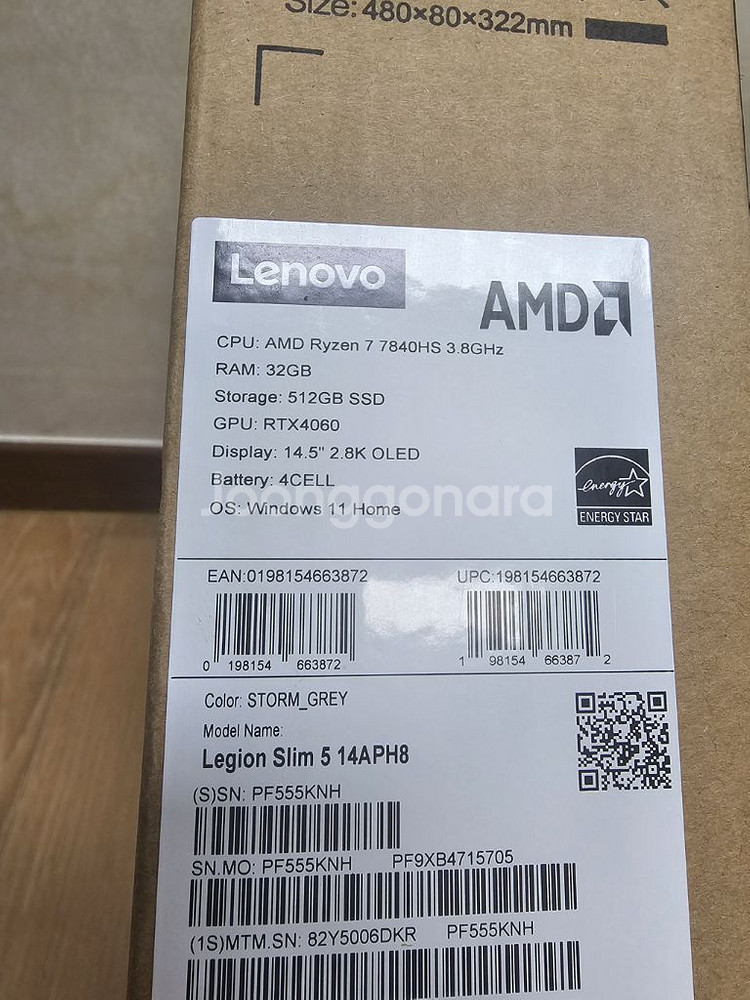 Size: 480×80×322mm
Lenovo
AMD
CPU: AMD Ryzen 7 7840HS 3.8GHz
RAM: 32GB
Storage: 512GB SSD
GPU: RTX4060
Display: 14.5" 2.8K OLED
Battery: 4CELL
Joonggonara
OS: Windows 11 Home
energy
ENERGY STAR
EAN:0198154663872
UPC:198154663872
0 198154 663872
1 98154 66387 2
Color: STORM_GREY
Model Name:
Legion Slim 5 14APH8
(S)SN: PF555KNH
SN.MO: PF555KNH PF9XB4715705
(1S)MTM.SN: 82Y5006DKR PF555KNH